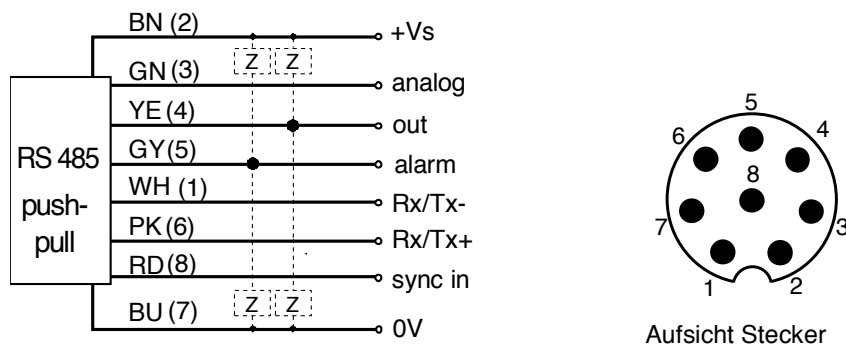 BN (2) +Vs
Z Z
GN (3) analog
YE (4) out
GY (5) alarm
RS 485
push-
pull
WH (1) Rx/Tx-
PK (6) Rx/Tx+
RD (8) sync in
Z Z
BU (7) 0V
5
6 4
8
7 3
1 2
Aufsicht Stecker